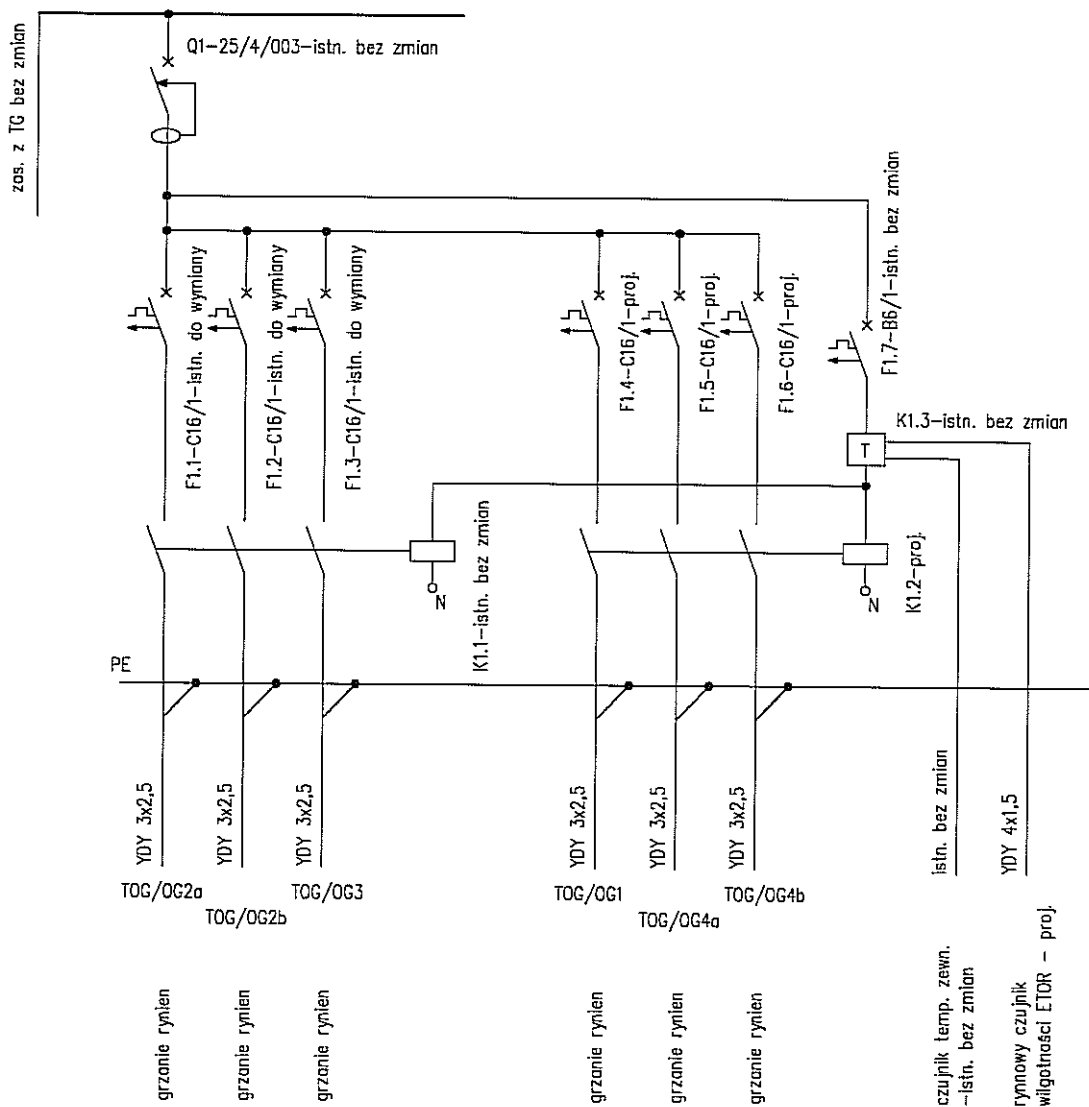 zas. z TG bez zmian
Q1-25/4/003-istn. bez zmian
F1.1-C16/1-istn. do wymiany
F1.2-C16/1-istn. do wymiany
F1.3-C16/1-istn. do wymiany
F1.4-C16/1-proj.
F1.5-C16/1-proj.
F1.6-C16/1-proj.
F1.7-B6/1-istn. bez zmian
K1.3-istn. bez zmian
T
K1.1-istn. bez zmian
N
K1.2-proj.
N
PE
YDY 3x2,5
YDY 3x2,5
YDY 3x2,5
YDY 3x2,5
YDY 3x2,5
YDY 3x2,5
istn. bez zmian
YDY 4x1,5
TOG/OG2a
TOG/OG2b
TOG/OG3
TOG/OG1
TOG/OG4a
TOG/OG4b
grzanie rynien
grzanie rynien
grzanie rynien
grzanie rynien
grzanie rynien
grzanie rynien
czujnik temp. zewn.
-istn. bez zmian
rynnowy czujnik
wilgotności ETOR - proj.